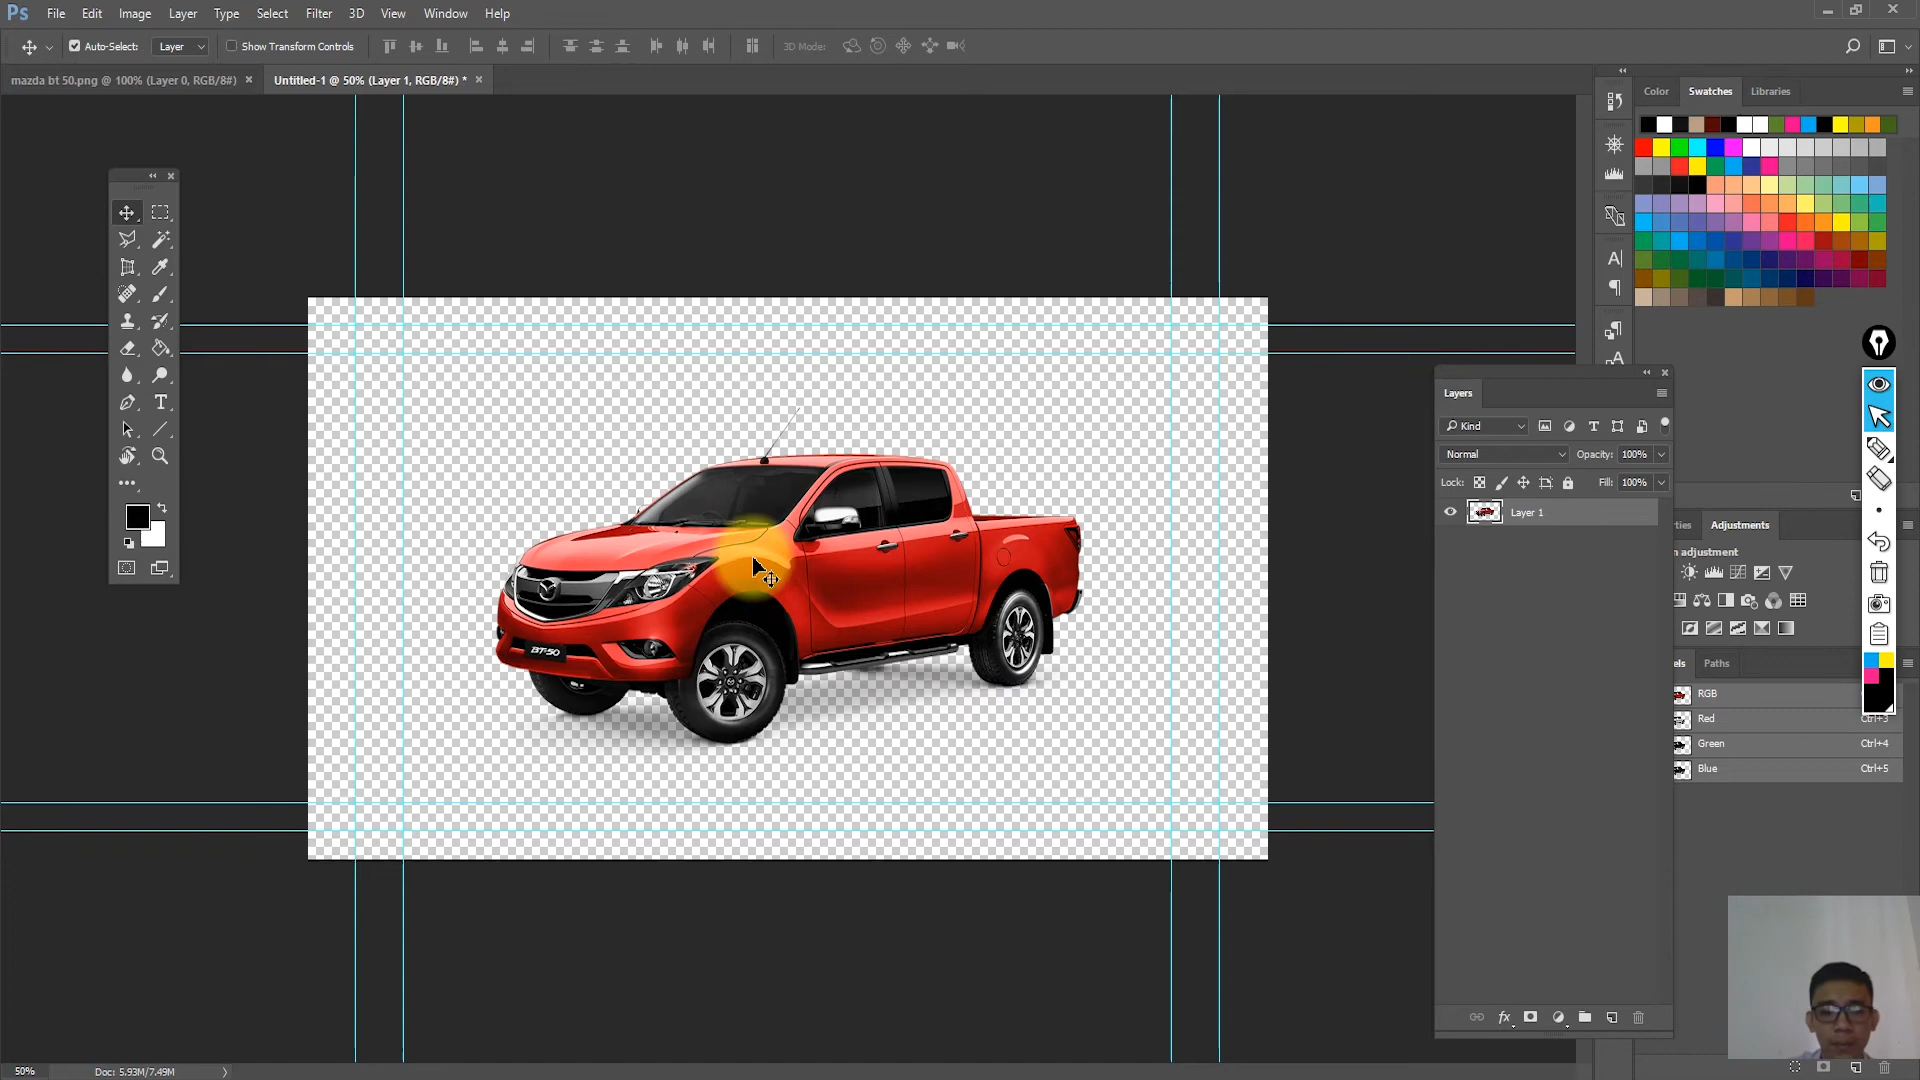 Ps File Edit Image Layer Type Select Filter 3D View Window Help
Auto-Select: Layer Show Transform Controls 3D Mode:
mazda bt 50.png @ 100% (Layer 0, RGB/8#) × Untitled-1 @ 50% (Layer 1, RGB/8#) * ×
Color Swatches Libraries
Layers
Kind
Normal Opacity: 100%
Lock: Fill: 100%
Layer 1
Adjustments
adjustment
Paths
RGB
Red Ctrl+3
Green Ctrl+4
Blue Ctrl+5
BT-50
fx
50% Doc: 5.93M/7.49M